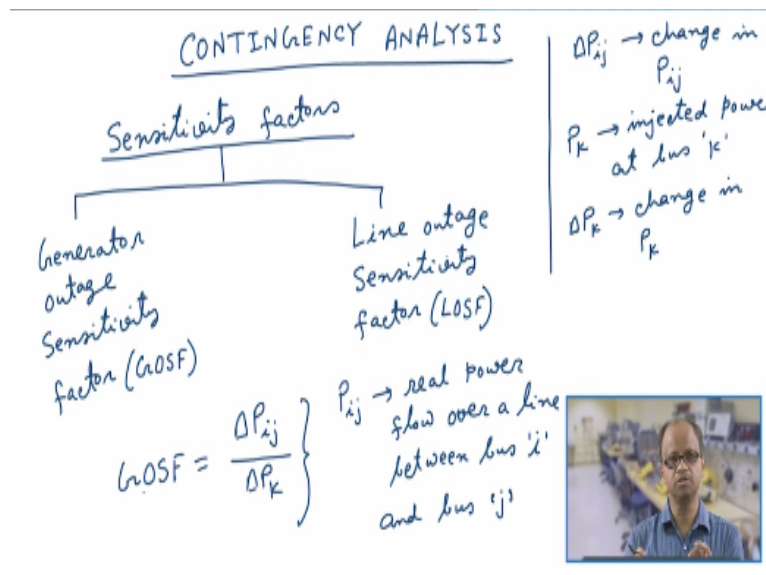 CONTINGENCY ANALYSIS
Sensitivity factors
Generator
outage
Sensitivity
factor (GOSF)
Line outage
Sensitivity
factor (LOSF)
GOSF = ΔPij / ΔPk
Pij → real power
flow over a line
between bus 'i'
and bus 'j'
ΔPij → change in
Pij
Pk → injected powe
at bus 'k'
ΔPk → change in
Pk